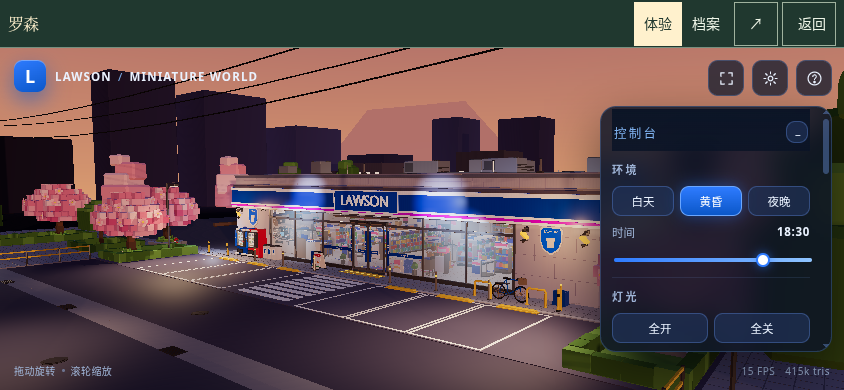 罗森
体验
档案
↗
返回
L
LAWSON / MINIATURE WORLD
控制台
环境
白天
黄昏
夜晚
时间
18:30
灯光
全开
全关
LAWSON
拖动旋转 • 滚轮缩放
15 FPS 415k tris